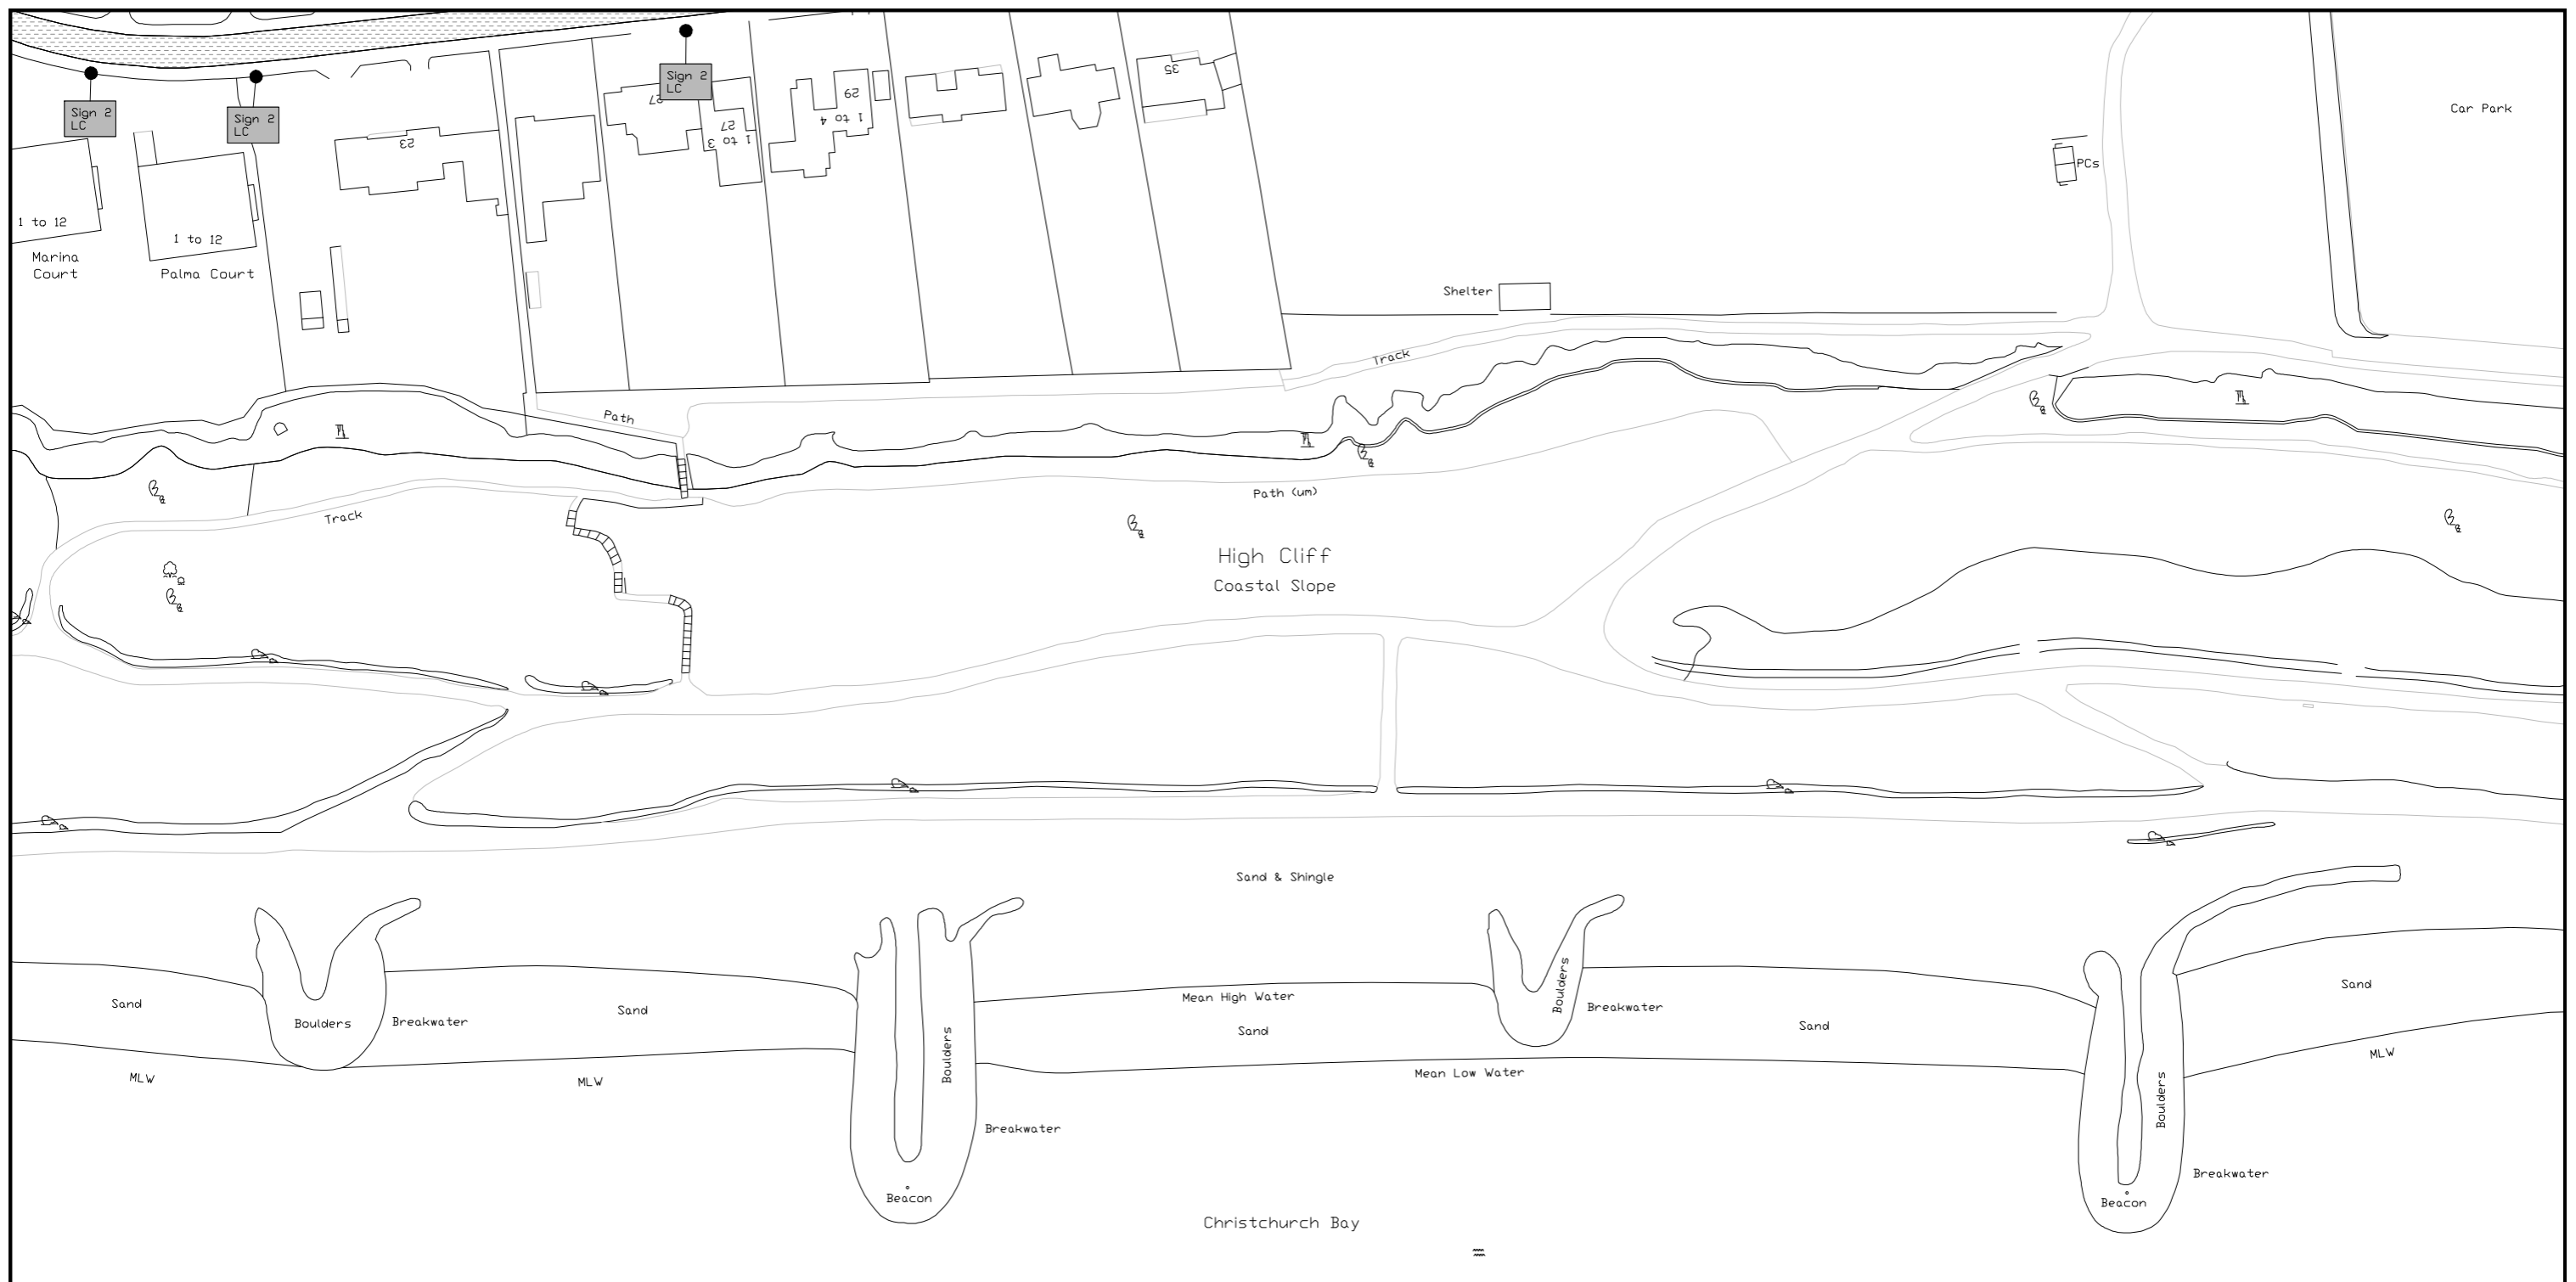 Sign 2
LC
Sign 2
LC
Sign 2
LC
27
29
1 to 4
27
1 to 3
23
35
Car Park
PCs
1 to 12
Marina
Court
1 to 12
Palma Court
Shelter
Track
Path
Path (um)
Track
High Cliff
Coastal Slope
Sand & Shingle
Sand
Boulders
Breakwater
Sand
Boulders
Mean High Water
Sand
Boulders
Breakwater
Sand
Sand
MLW
MLW
Mean Low Water
MLW
Boulders
Breakwater
Breakwater
Beacon
Beacon
Christchurch Bay